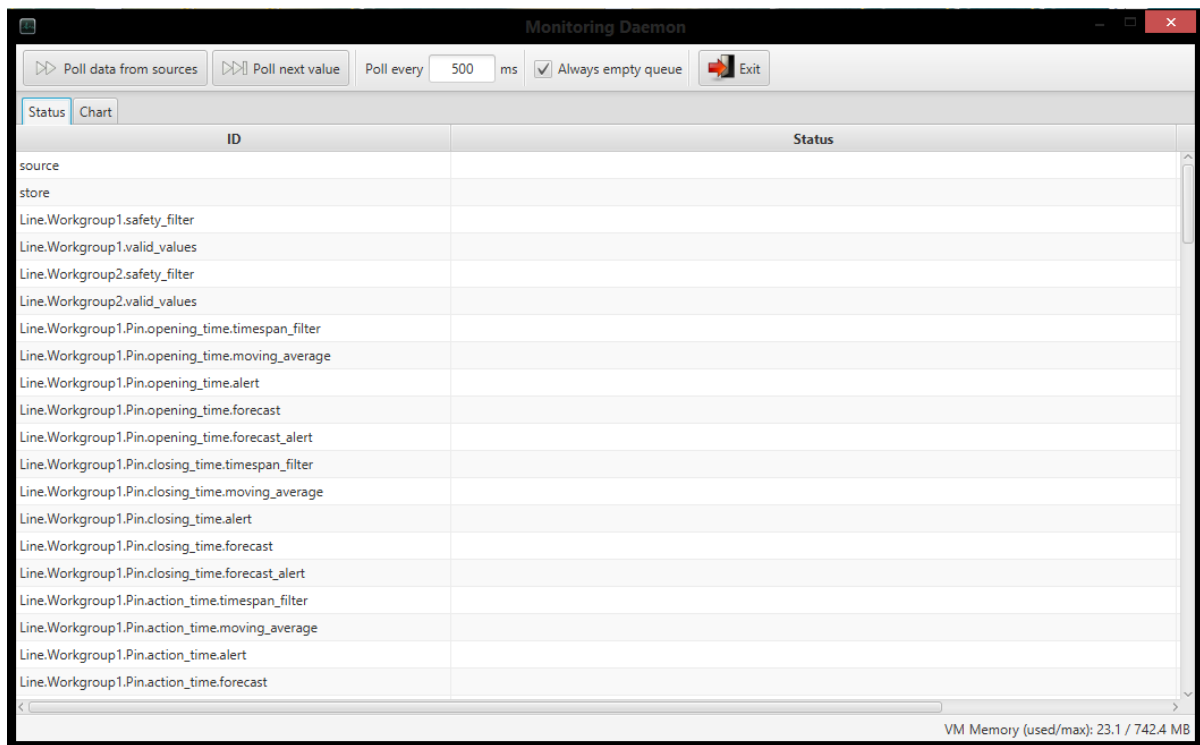 Monitoring Daemon
Poll data from sources Poll next value Poll every 500 ms Always empty queue Exit
Status Chart
ID Status
source
store
Line.Workgroup1.safety_filter
Line.Workgroup1.valid_values
Line.Workgroup2.safety_filter
Line.Workgroup2.valid_values
Line.Workgroup1.Pin.opening_time.timespan_filter
Line.Workgroup1.Pin.opening_time.moving_average
Line.Workgroup1.Pin.opening_time.alert
Line.Workgroup1.Pin.opening_time.forecast
Line.Workgroup1.Pin.opening_time.forecast_alert
Line.Workgroup1.Pin.closing_time.timespan_filter
Line.Workgroup1.Pin.closing_time.moving_average
Line.Workgroup1.Pin.closing_time.alert
Line.Workgroup1.Pin.closing_time.forecast
Line.Workgroup1.Pin.closing_time.forecast_alert
Line.Workgroup1.Pin.action_time.timespan_filter
Line.Workgroup1.Pin.action_time.moving_average
Line.Workgroup1.Pin.action_time.alert
Line.Workgroup1.Pin.action_time.forecast
VM Memory (used/max): 23.1 / 742.4 MB